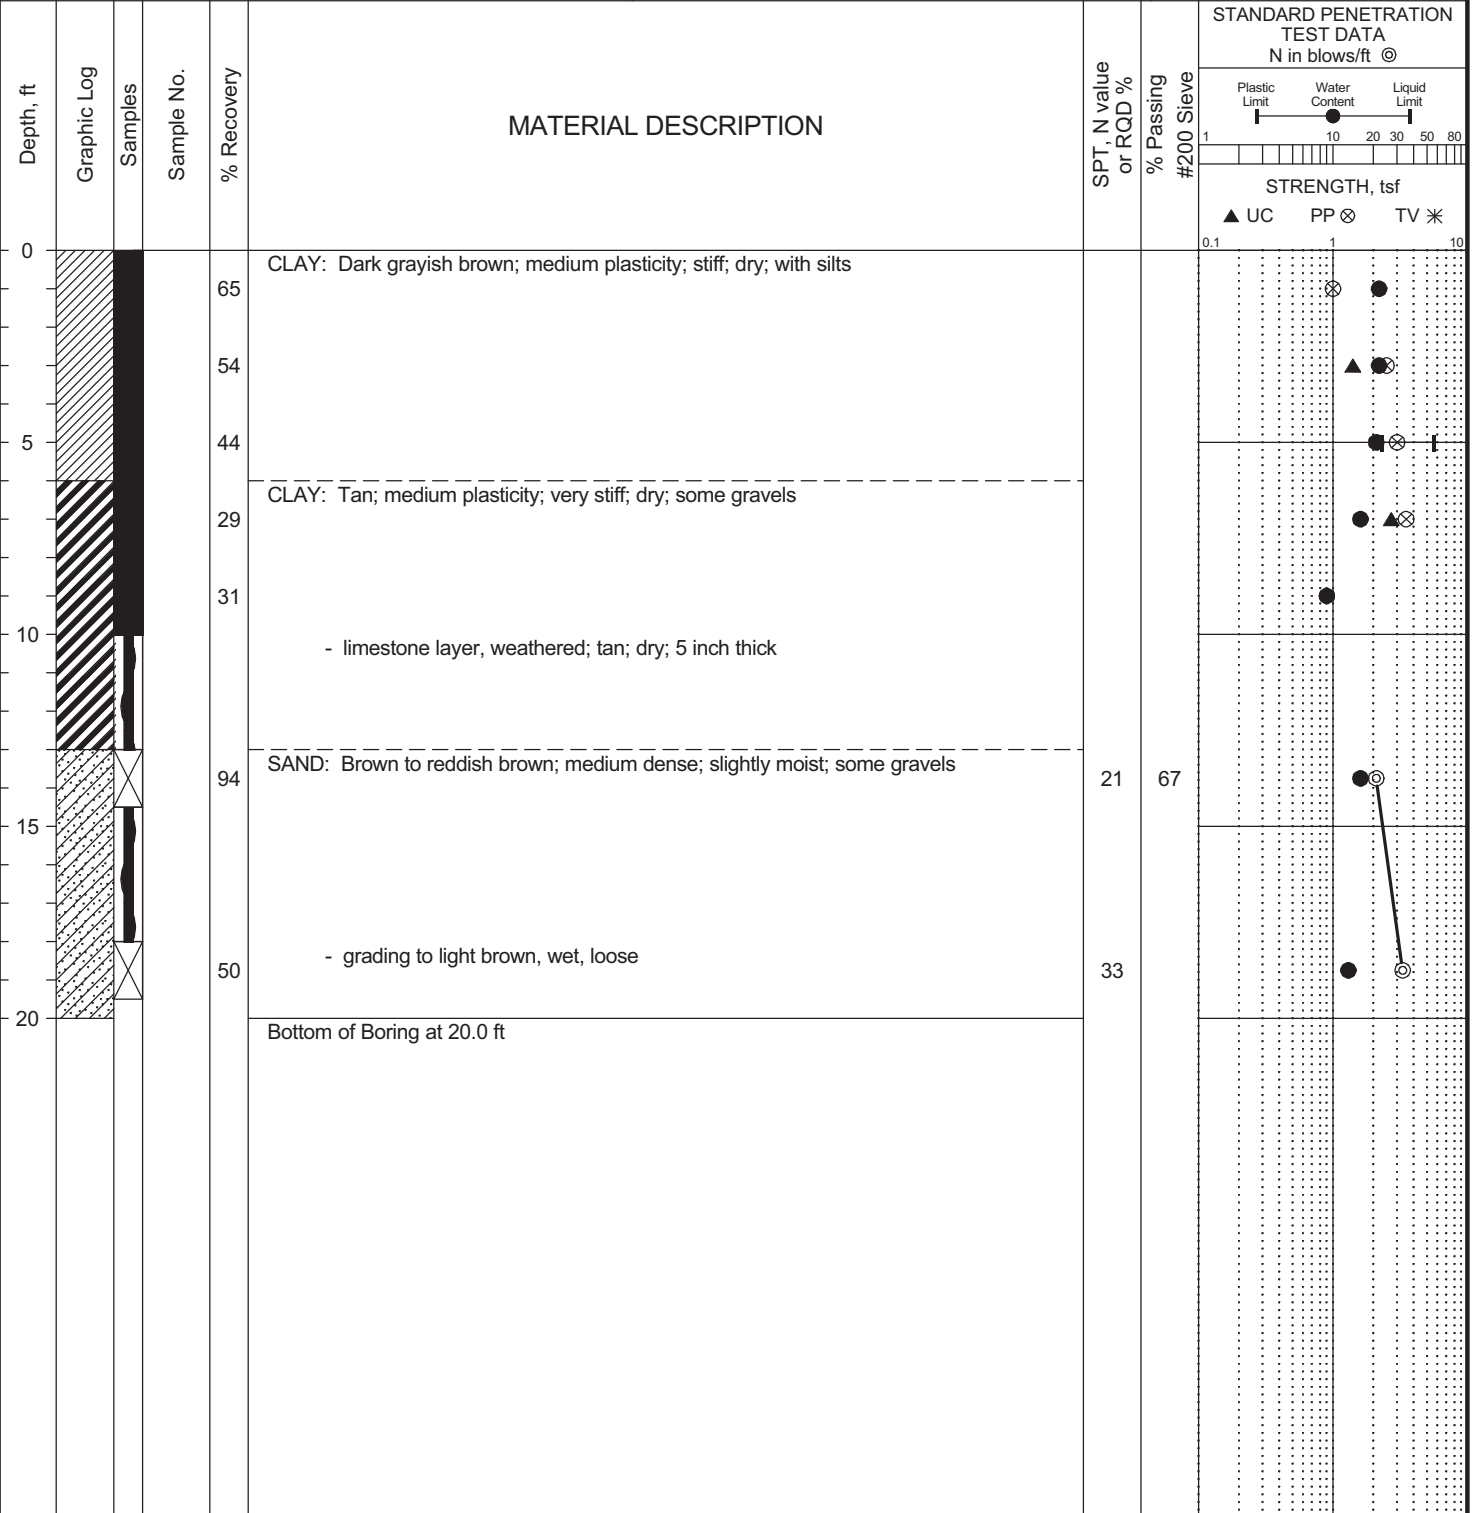 Depth, ft
Graphic Log
Samples
Sample No.
% Recovery
MATERIAL DESCRIPTION
SPT, N value
or RQD %
% Passing
#200 Sieve
STANDARD PENETRATION
TEST DATA
N in blows/ft
Plastic
Limit
Water
Content
Liquid
Limit
1 10 20 30 50 80
STRENGTH, tsf
UC PP TV
0.1 1 10
0
CLAY: Dark grayish brown; medium plasticity; stiff; dry; with silts
65
54
5 44
CLAY: Tan; medium plasticity; very stiff; dry; some gravels
29
31
10
- limestone layer, weathered; tan; dry; 5 inch thick
SAND: Brown to reddish brown; medium dense; slightly moist; some gravels
94 21 67
15
- grading to light brown, wet, loose
50 33
20
Bottom of Boring at 20.0 ft